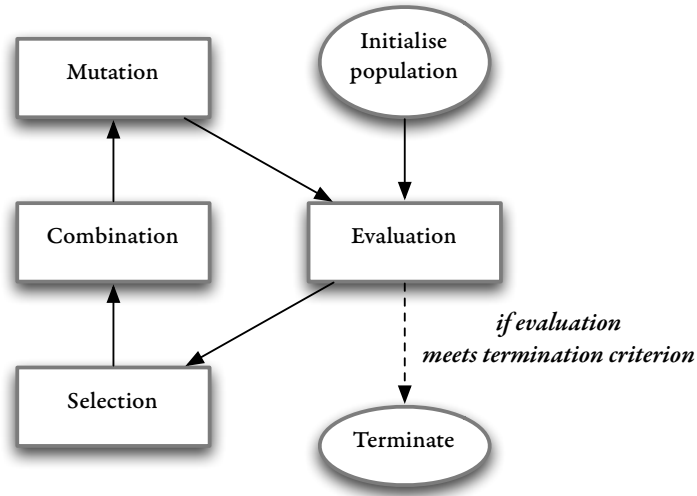 Mutation
Initialise
population
Combination
Evaluation
if evaluation
meets termination criterion
Selection
Terminate